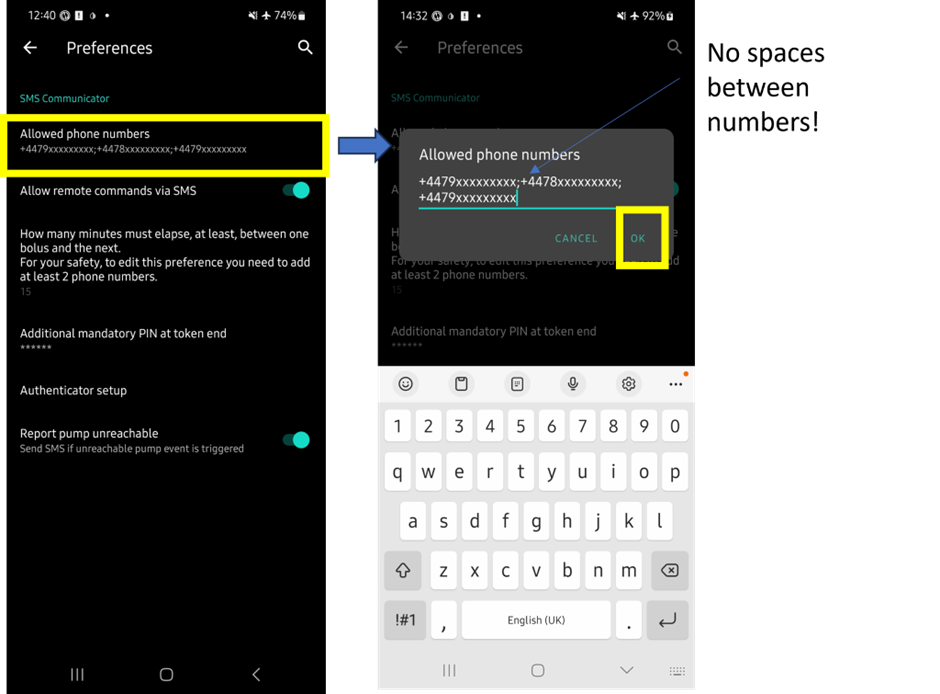 12:40
74%
Preferences
SMS Communicator
Allowed phone numbers
+4479xxxxxxxxx;+4478xxxxxxxxx;+4479xxxxxxxxx
Allow remote commands via SMS
How many minutes must elapse, at least, between one
bolus and the next.
For your safety, to edit this preference you need to add
at least 2 phone numbers.
15
Additional mandatory PIN at token end
******
Authenticator setup
Report pump unreachable
Send SMS if unreachable pump event is triggered
14:32
92%
Preferences
SMS Communicator
Allowed phone numbers
+4479xxxxxxxxx;+4478xxxxxxxxx;
+4479xxxxxxxxx
CANCEL
OK
For your safety, to edit this preference you need to add
at least 2 phone numbers.
15
Additional mandatory PIN at token end
******
1 2 3 4 5 6 7 8 9 0
q w e r t y u i o p
a s d f g h j k l
z x c v b n m
!#1 , English (UK) .
No spaces
between
numbers!